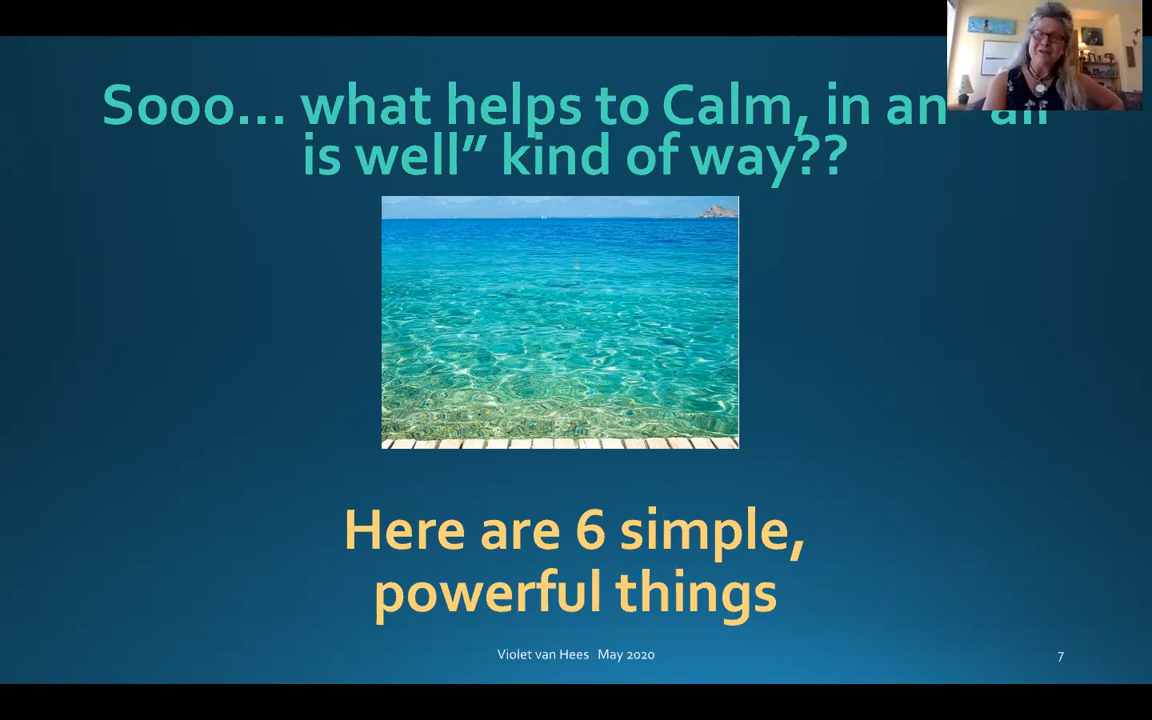 Sooo... what helps to Calm, in an
is well” kind of way??
Here are 6 simple,
powerful things
Violet van Hees May 2020
7